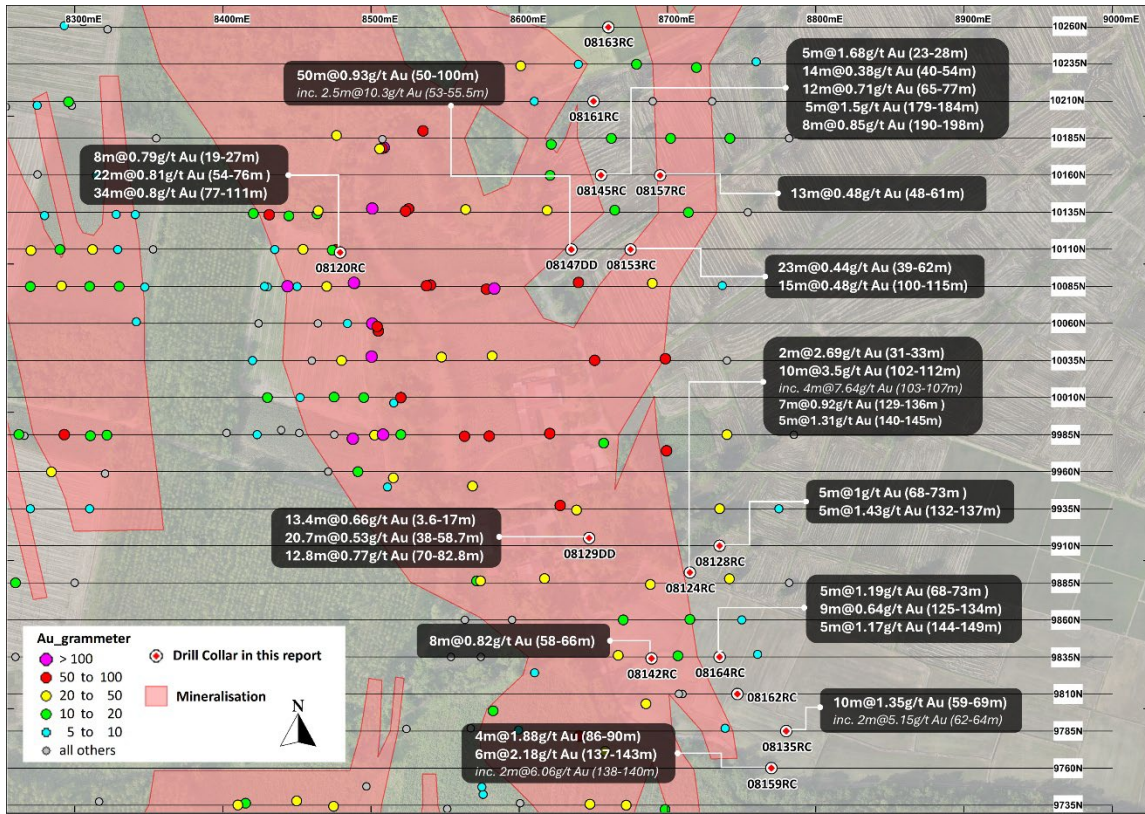 8300mE
8400mE
8500mE
8600mE
8700mE
8800mE
8900mE
9000mE
10260N
10235N
10210N
10185N
10160N
10135N
10110N
10085N
10060N
10035N
10010N
9985N
9960N
9935N
9910N
9885N
9860N
9835N
9810N
9785N
9760N
9735N
08163RC
50m@0.93g/t Au (50-100m)
inc. 2.5m@10.3g/t Au (53-55.5m)
5m@1.68g/t Au (23-28m)
14m@0.38g/t Au (40-54m)
12m@0.71g/t Au (65-77m)
5m@1.5g/t Au (179-184m)
8m@0.85g/t Au (190-198m)
08161RC
8m@0.79g/t Au (19-27m)
22m@0.81g/t Au (54-76m )
34m@0.8g/t Au (77-111m)
08145RC
08157RC
13m@0.48g/t Au (48-61m)
08120RC
08147DD
08153RC
23m@0.44g/t Au (39-62m)
15m@0.48g/t Au (100-115m)
2m@2.69g/t Au (31-33m)
10m@3.5g/t Au (102-112m)
inc. 4m@7.64g/t Au (103-107m)
7m@0.92g/t Au (129-136m )
5m@1.31g/t Au (140-145m)
5m@1g/t Au (68-73m )
5m@1.43g/t Au (132-137m)
13.4m@0.66g/t Au (3.6-17m)
20.7m@0.53g/t Au (38-58.7m)
12.8m@0.77g/t Au (70-82.8m)
08129DD
08128RC
08124RC
5m@1.19g/t Au (68-73m )
9m@0.64g/t Au (125-134m)
5m@1.17g/t Au (144-149m)
8m@0.82g/t Au (58-66m)
08142RC
08164RC
08162RC
10m@1.35g/t Au (59-69m)
inc. 2m@5.15g/t Au (62-64m)
08135RC
4m@1.88g/t Au (86-90m)
6m@2.18g/t Au (137-143m)
inc. 2m@6.06g/t Au (138-140m)
08159RC
Au_grammeter
> 100
50 to 100
20 to 50
10 to 20
5 to 10
all others
Drill Collar in this report
Mineralisation
N